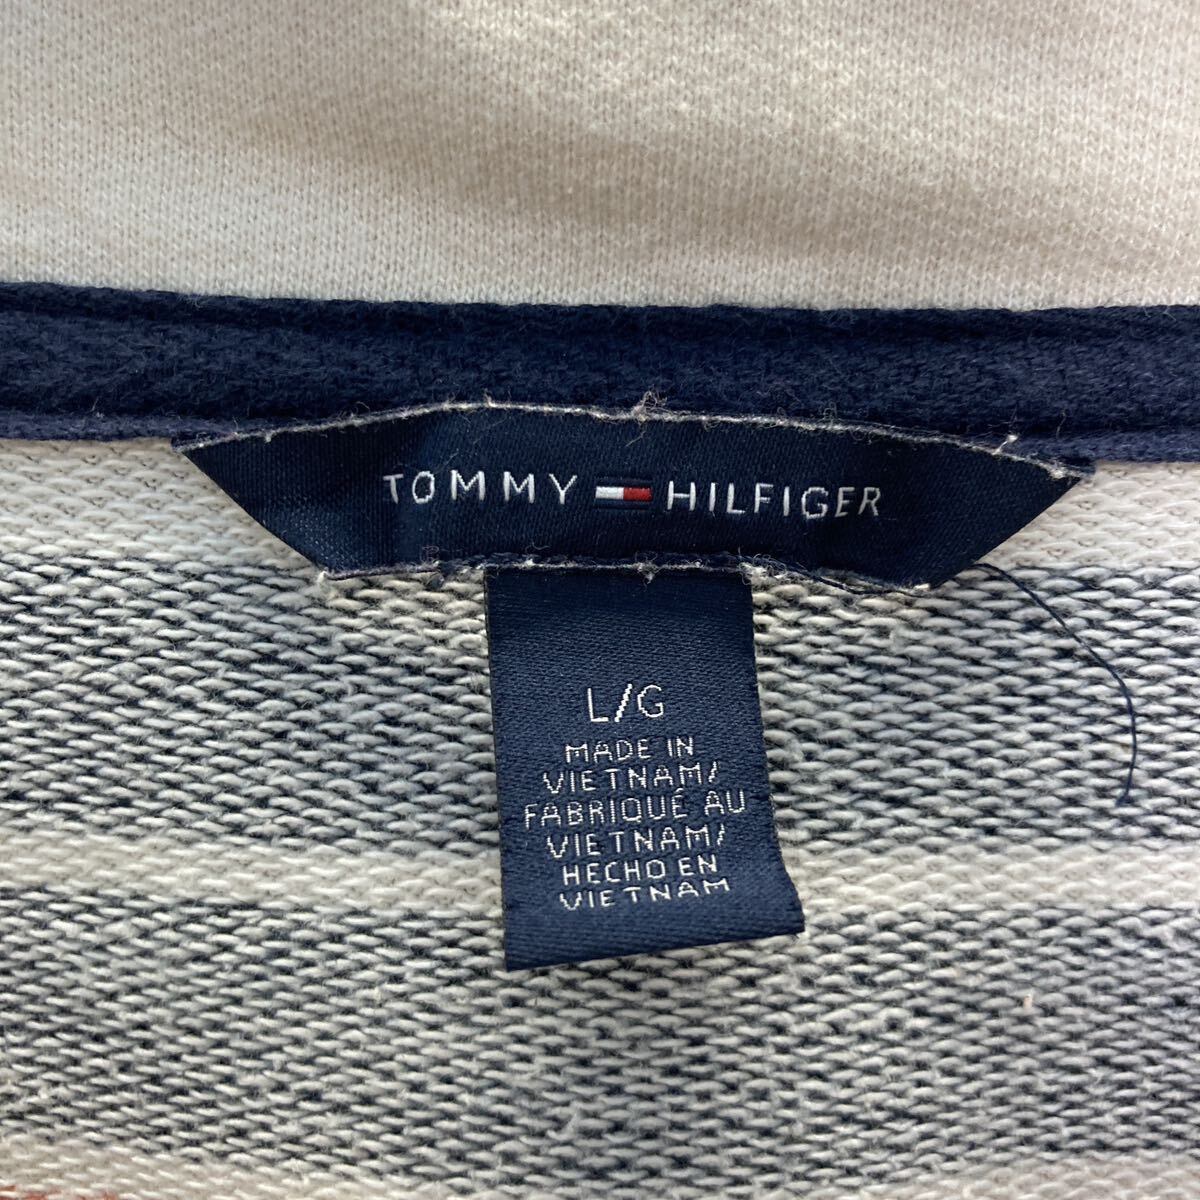 TOMMY HILFIGER
L/G
MADE IN
VIETNAM/
FABRIQUÉ AU
VIETNAM/
HECHO EN
VIETNAM